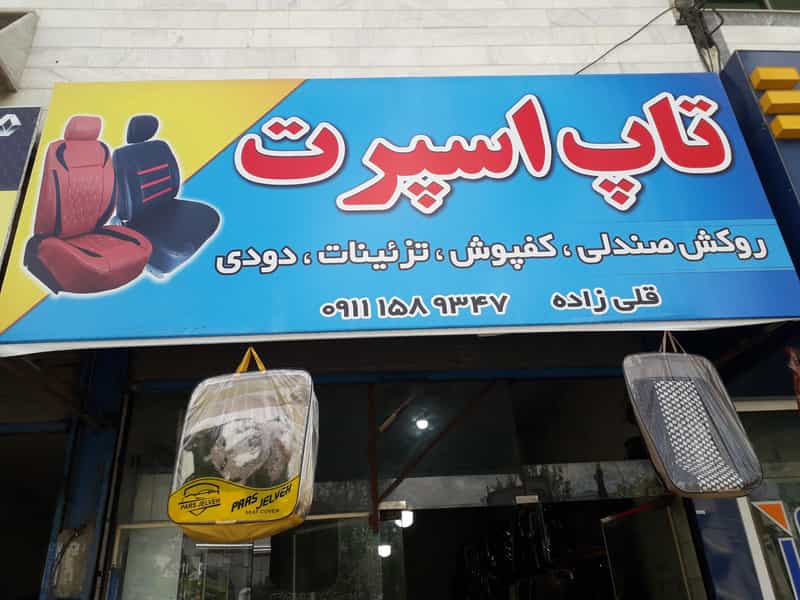 تاپ اسپرت
روکش صندلی ، کفپوش ، تزئینات ، دودی
قلی زاده ۰۹۱۱ ۱۵۸ ۹۳۴۷
PARS JELVEH
PARS JELVEH
SEAT COVER